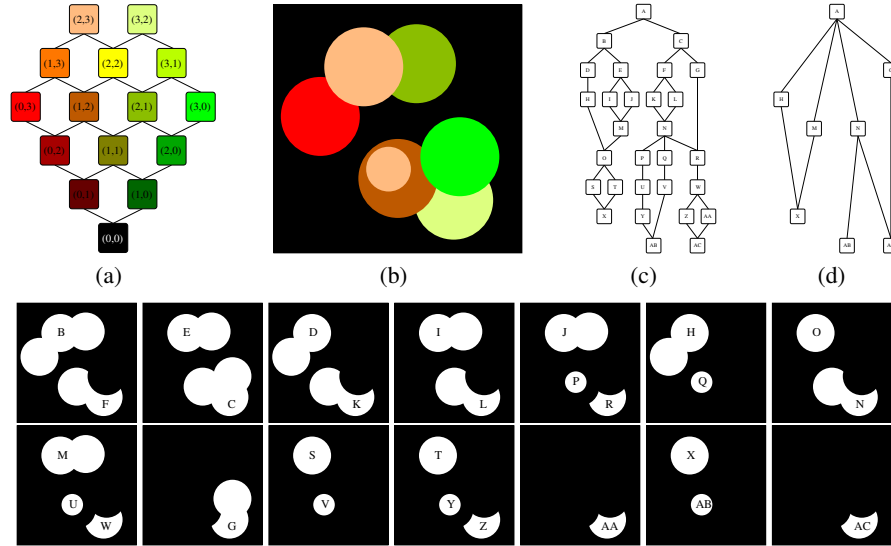 (2,3) (3,2)
(1,3) (2,2) (3,1)
(0,3) (1,2) (2,1) (3,0)
(0,2) (1,1) (2,0)
(0,1) (1,0)
(0,0)
(a)
(b)
A
B C
D E F G
H I J K L
M N
O P Q R
S T U V W
X Y Z AA
AB AC
(c)
A
H
M N
X
AB
(d)
B E D I J H O
P Q
F C K L R N
M S T X
U V Y AB
W G Z AA AC